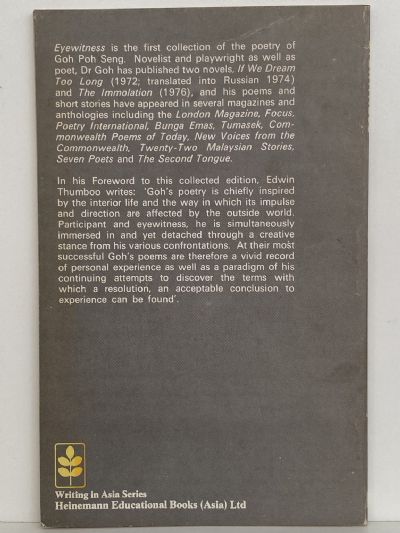 Eyewitness is the first collection of the poetry of
Goh Poh Seng. Novelist and playwright as well as
poet, Dr Goh has published two novels, If We Dream
Too Long (1972; translated into Russian 1974)
and The Immolation (1976), and his poems and
short stories have appeared in several magazines and
anthologies including the London Magazine, Focus,
Poetry International, Bunga Emas, Tumasek, Com-
monwealth Poems of Today, New Voices from the
Commonwealth, Twenty-Two Malaysian Stories,
Seven Poets and The Second Tongue.
In his Foreword to this collected edition, Edwin
Thumboo writes: 'Goh's poetry is chiefly inspired
by the interior life and the way in which its impulse
and direction are affected by the outside world.
Participant and eyewitness, he is simultaneously
immersed in and yet detached through a creative
stance from his various confrontations. At their most
successful Goh's poems are therefore a vivid record
of personal experience as well as a paradigm of his
continuing attempts to discover the terms with
which a resolution, an acceptable conclusion to
experience can be found'.
Writing in Asia Series
Heinemann Educational Books (Asia) Ltd